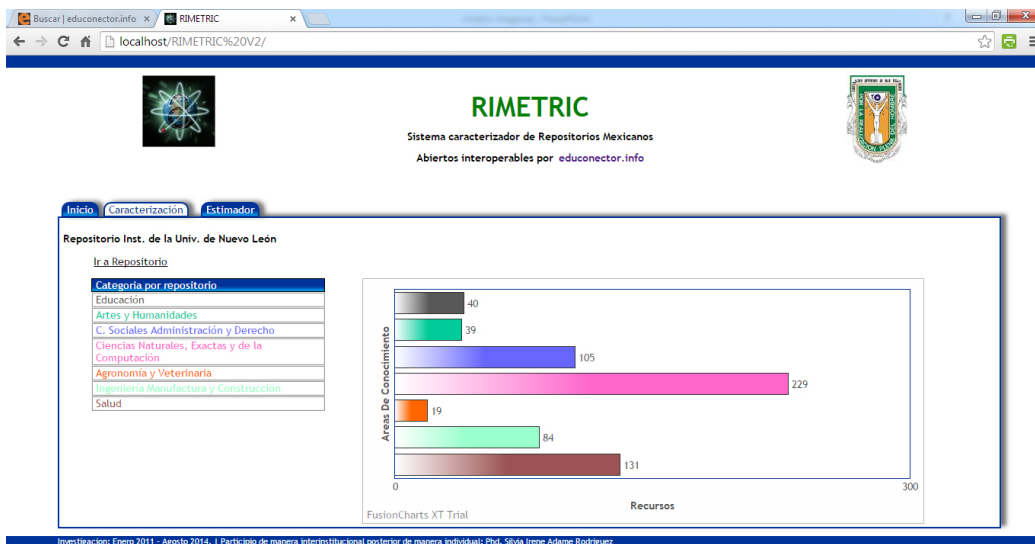 Buscar | educonector.info
RIMETRIC
localhost/RIMETRIC%20V2/
RIMETRIC
Sistema caracterizador de Repositorios Mexicanos
Abiertos interoperables por educonector.info
Inicio Caracterización Estimador
Repositorio Inst. de la Univ. de Nuevo León
Ir a Repositorio
Categoria por repositorio
Educación
Artes y Humanidades
C. Sociales Administración y Derecho
Ciencias Naturales, Exactas y de la
Computación
Agronomía y Veterinaria
Ingeniería Manufactura y Construcción
Salud
Areas De Conocimiento
40
39
105
229
19
84
131
0 300
Recursos
FusionCharts XT Trial
Investigacion: Enero 2011 - Agosto 2014. | Participio de manera interinstitucional posterior de manera individual: Phd. Silvia Irene Adame Rodriguez